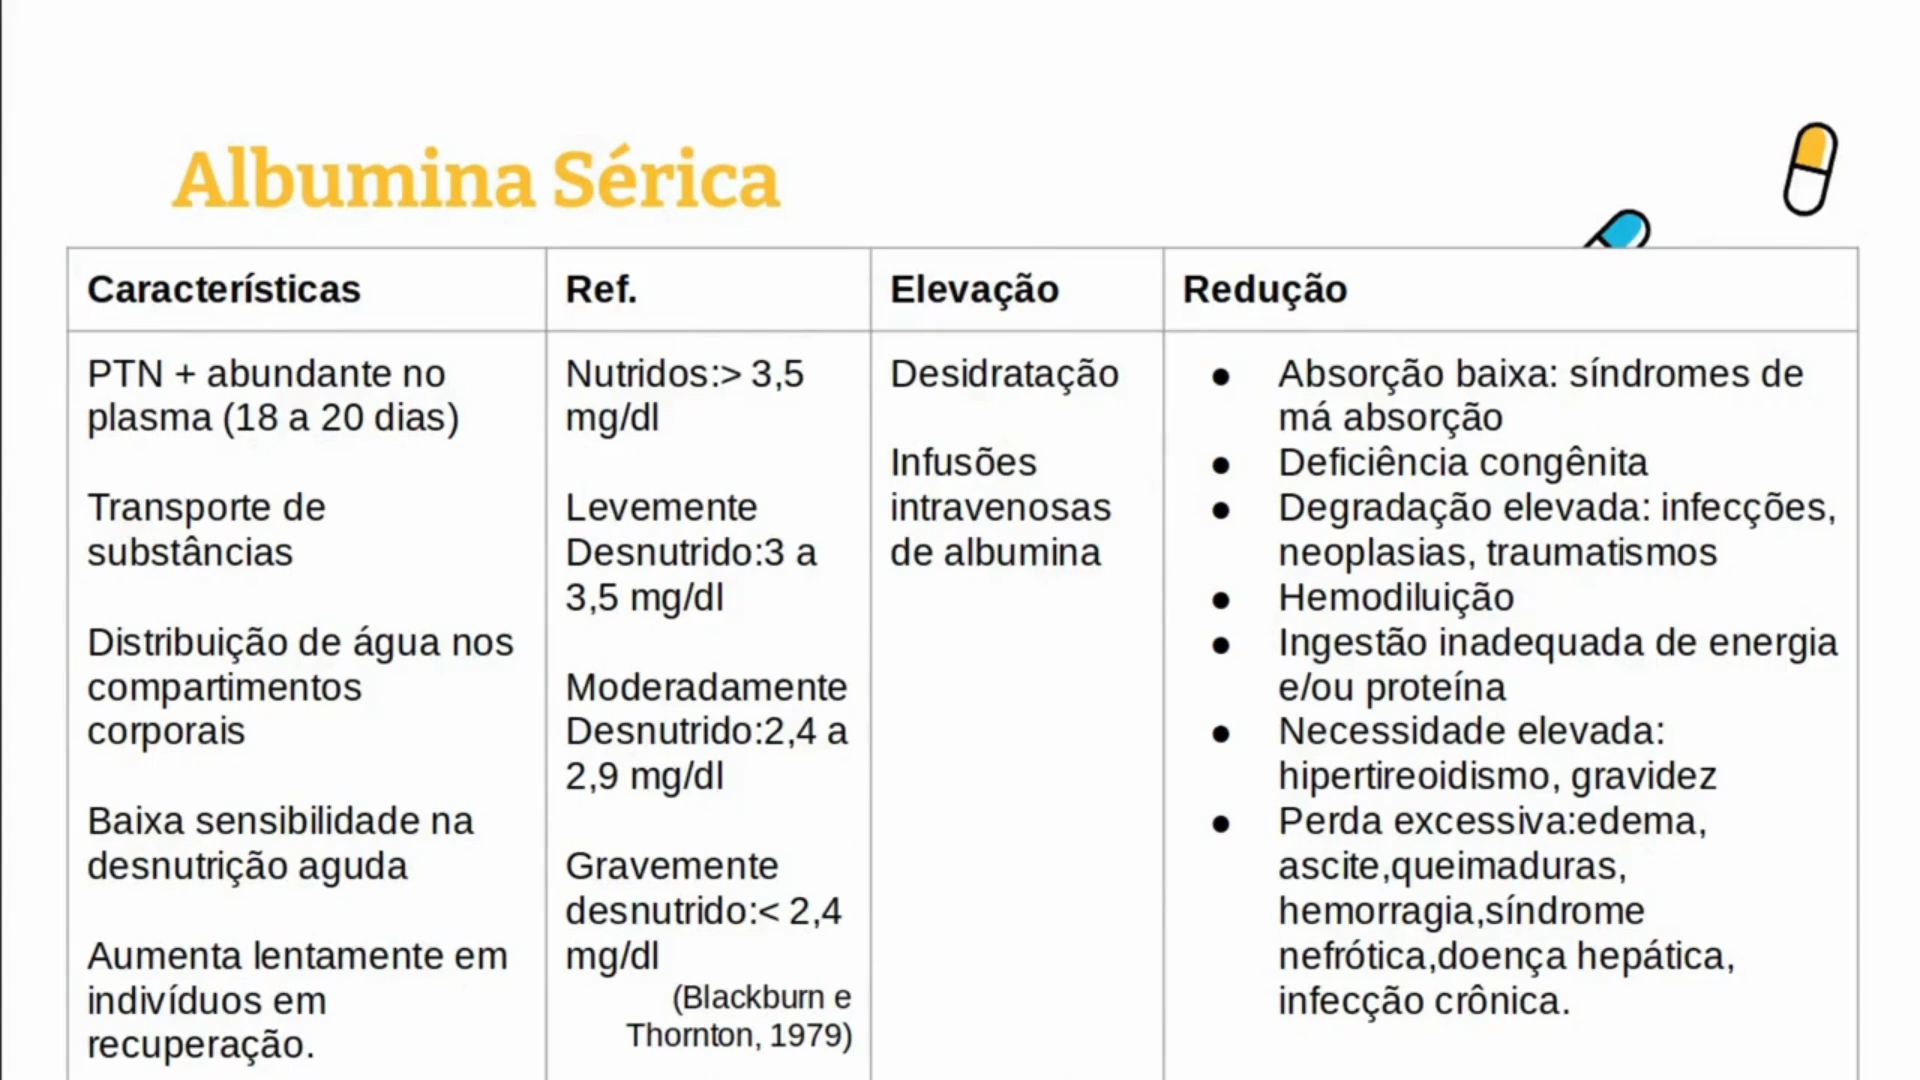 Albumina Sérica
Características
Ref.
Elevação
Redução
PTN + abundante no
plasma (18 a 20 dias)
Transporte de
substâncias
Distribuição de água nos
compartimentos
corporais
Baixa sensibilidade na
desnutrição aguda
Aumenta lentamente em
indivíduos em
recuperação.
Nutridos:> 3,5
mg/dl
Levemente
Desnutrido:3 a
3,5 mg/dl
Moderadamente
Desnutrido:2,4 a
2,9 mg/dl
Gravemente
desnutrido:< 2,4
mg/dl
(Blackburn e
Thornton, 1979)
Desidratação
Infusões
intravenosas
de albumina
● Absorção baixa: síndromes de
má absorção
● Deficiência congênita
● Degradação elevada: infecções,
neoplasias, traumatismos
● Hemodiluição
● Ingestão inadequada de energia
e/ou proteína
● Necessidade elevada:
hipertireoidismo, gravidez
● Perda excessiva:edema,
ascite,queimaduras,
hemorragia,síndrome
nefrótica,doença hepática,
infecção crônica.